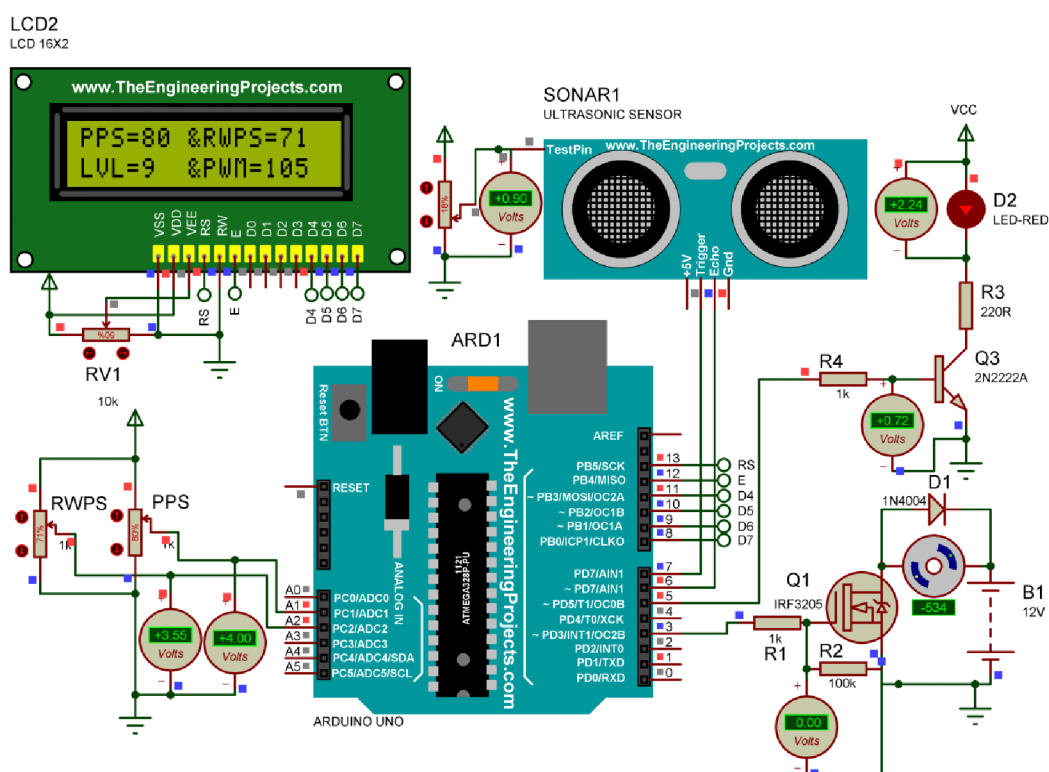 LCD2
LCD 16X2
www.TheEngineeringProjects.com
PPS=80 &RWPS=71
LVL=9 &PWM=105
VSS
VDD
VEE
RS
RW
E
D0
D1
D2
D3
D4
D5
D6
D7
RS
E
D4
D5
D6
D7
50%
RV1
10k
SONAR1
ULTRASONIC SENSOR
TestPin
www.TheEngineeringProjects.com
18%
+0.90
Volts
+5V
Trigger
Echo
Gnd
VCC
+2.24
Volts
D2
LED-RED
R3
220R
Q3
2N2222A
R4
1k
+0.72
Volts
ARD1
ON
Reset BTN
www.TheEngineeringProjects.com
1121
ATMEGA328P-PU
ANALOG IN
RESET
AREF
PB5/SCK 13 RS
PB4/MISO 12 E
~ PB3/MOSI/OC2A 11 D4
~ PB2/OC1B 10 D5
~ PB1/OC1A 9 D6
PB0/ICP1/CLKO 8 D7
PD7/AIN1 7
~ PD7/AIN1 6
~ PD5/T1/OC0B 5
PD4/T0/XCK 4
~ PD3/INT1/OC2B 3
PD2/INT0 2
PD1/TXD 1
PD0/RXD 0
A0 PC0/ADC0
A1 PC1/ADC1
A2 PC2/ADC2
A3 PC3/ADC3
A4 PC4/ADC4/SDA
A5 PC5/ADC5/SCL
ARDUINO UNO
RWPS
71%
1k
PPS
80%
1k
+3.55
Volts
+4.00
Volts
D1
1N4004
-534
B1
12V
Q1
IRF3205
1k
R1
R2
100k
0.00
Volts